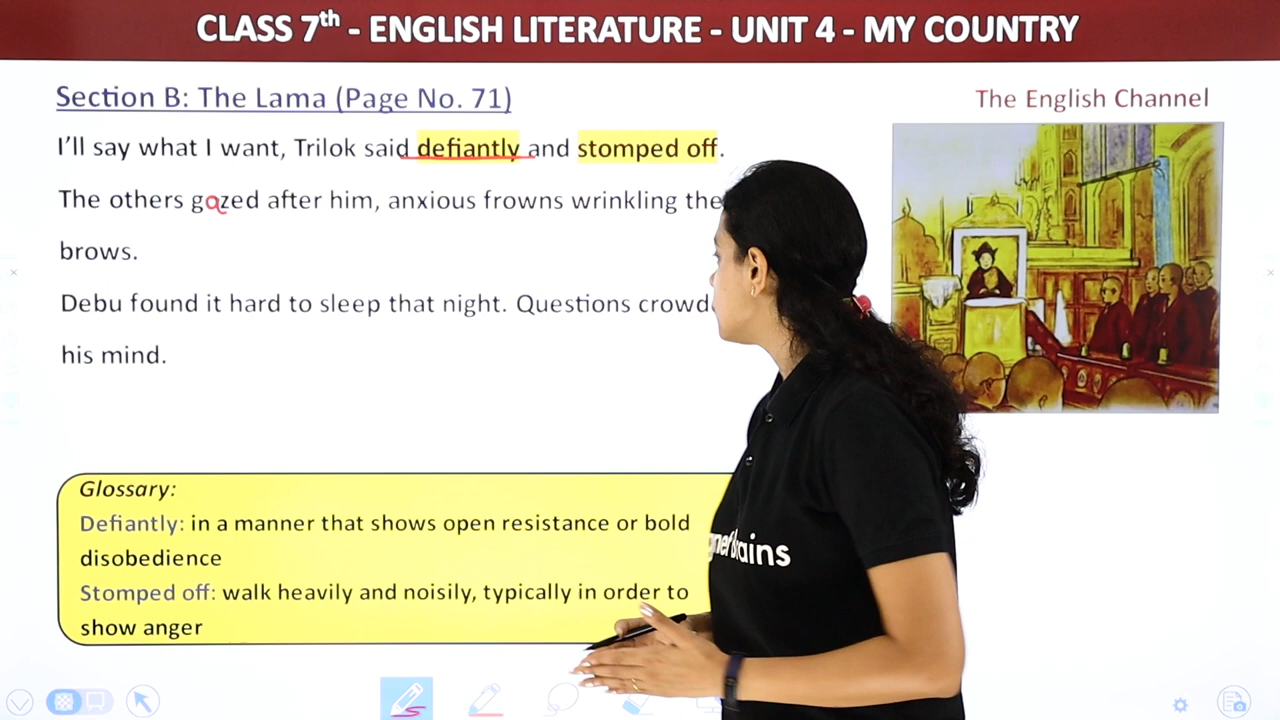 CLASS 7th - ENGLISH LITERATURE - UNIT 4 - MY COUNTRY
Section B: The Lama (Page No. 71)
The English Channel
I'll say what I want, Trilok said defiantly and stomped off.
The others gazed after him, anxious frowns wrinkling the
brows.
Debu found it hard to sleep that night. Questions
his mind.
Glossary:
Defiantly: in a manner that shows open resistance or bold
disobedience
Stomped off: walk heavily and noisily, typically in order to
show anger